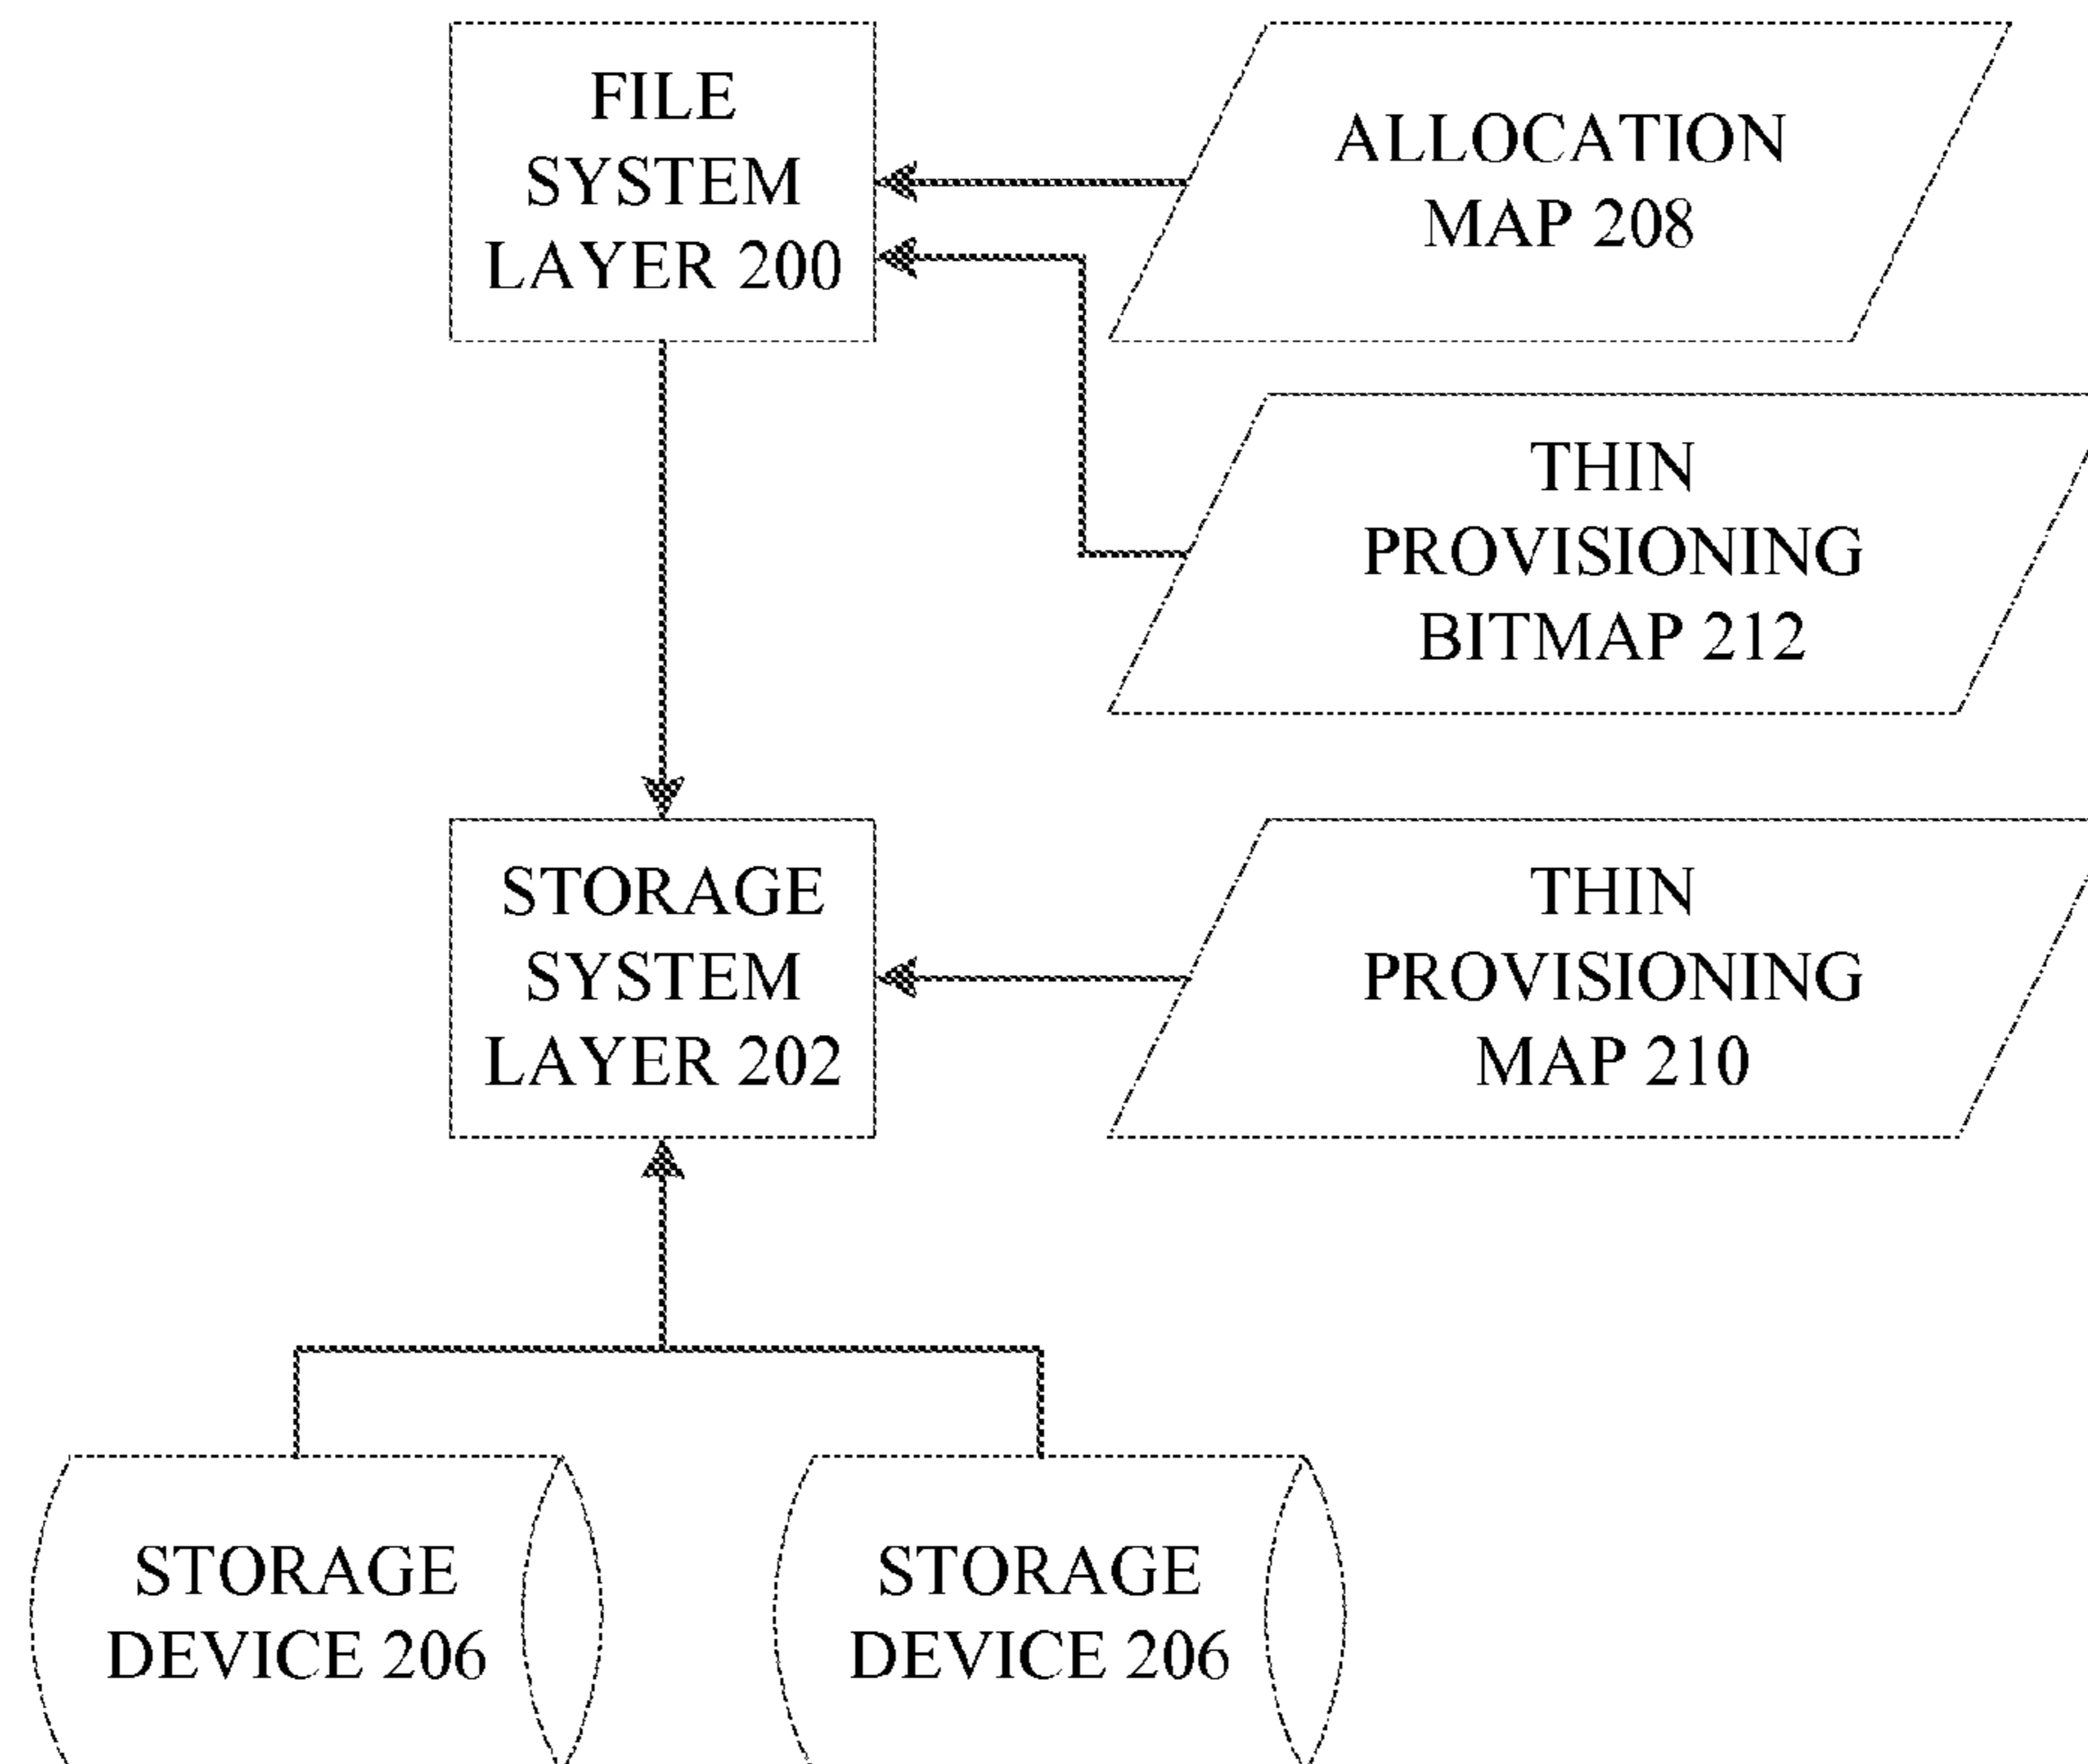 FILE
SYSTEM
LAYER 200
ALLOCATION
MAP 208
THIN
PROVISIONING
BITMAP 212
STORAGE
SYSTEM
LAYER 202
THIN
PROVISIONING
MAP 210
STORAGE
DEVICE 206
STORAGE
DEVICE 206